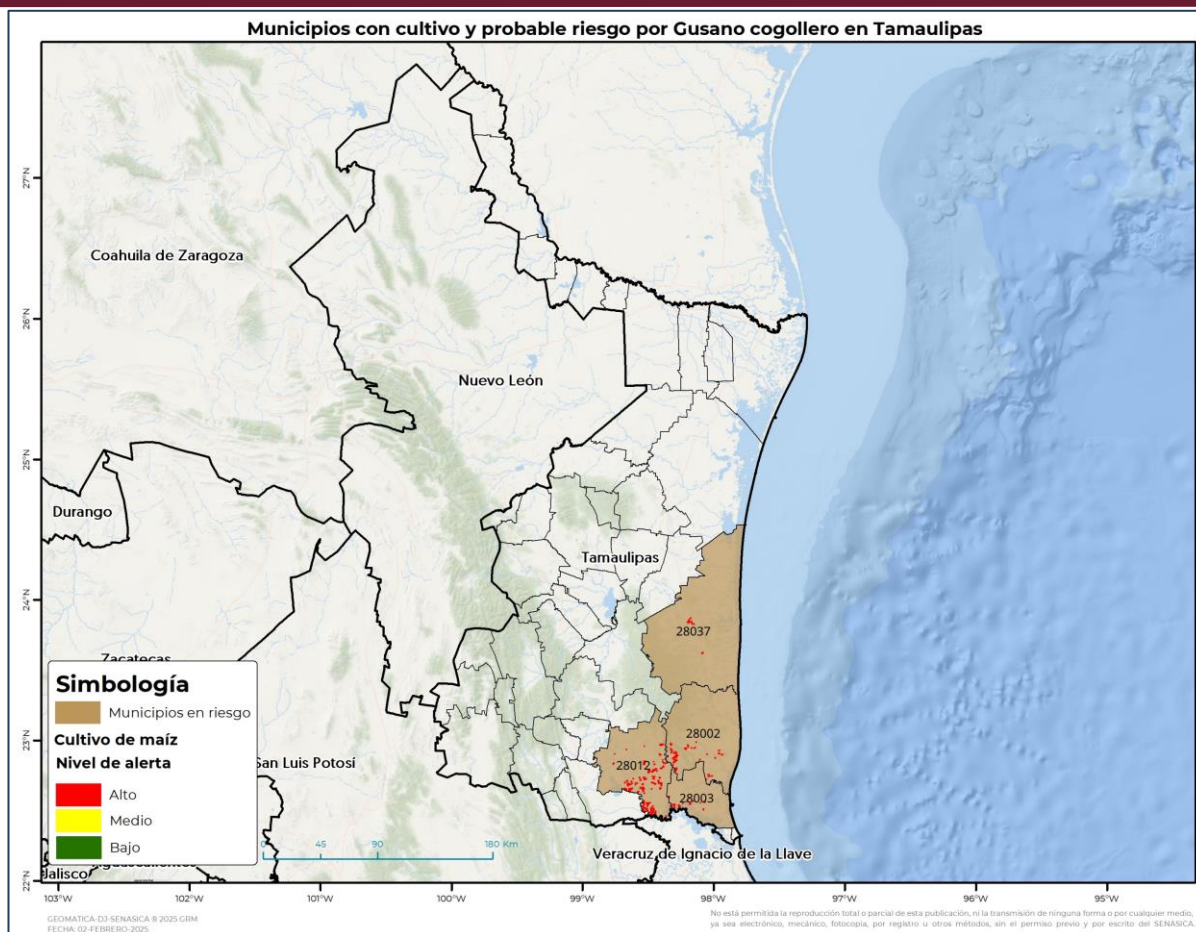 Municipios con cultivo y probable riesgo por Gusano cogollero en Tamaulipas
27°N
26°N
25°N
24°N
23°N
22°N
Coahuila de Zaragoza
Nuevo León
Durango
Tamaulipas
28037
Zacatecas
28002
28012
28003
San Luis Potosí
Veracruz de Ignacio de la Llave
Jalisco
Simbología
Municipios en riesgo
Cultivo de maíz
Nivel de alerta
Alto
Medio
Bajo
0 45 90 180 Km
103°W 102°W 101°W 100°W 99°W 98°W 97°W 96°W 95°W
GEOMATICA-DJ-SENASICA ® 2025 GRM
FECHA: 02-FEBRERO-2025
No está permitida la reproducción total o parcial de esta publicación, ni la transmisión de ninguna forma o por cualquier medio,
ya sea electrónico, mecánico, fotocopia, por registro u otros métodos, sin el permiso previo y por escrito del SENASICA.